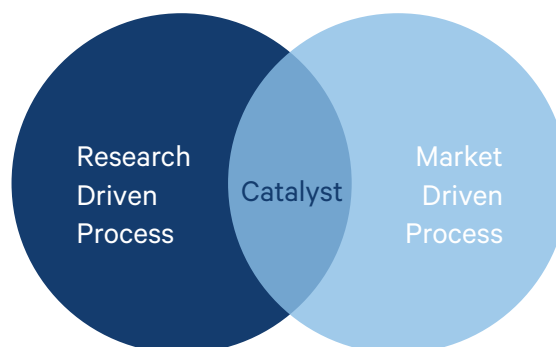 Research
Driven
Process
Catalyst
Market
Driven
Process